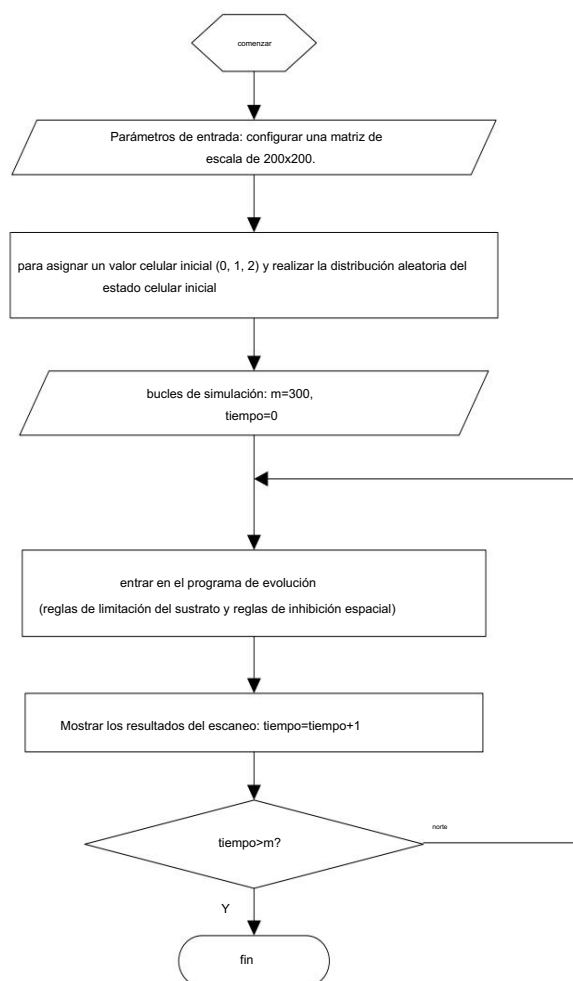 comenzar
Parámetros de entrada: configurar una matriz de
escala de 200x200.
para asignar un valor celular inicial (0, 1, 2) y realizar la distribución aleatoria del
estado celular inicial
bucles de simulación: m=300,
tiempo=0
entrar en el programa de evolución
(reglas de limitación del sustrato y reglas de inhibición espacial)
Mostrar los resultados del escaneo: tiempo=tiempo+1
tiempo>m?
norte
Y
fin